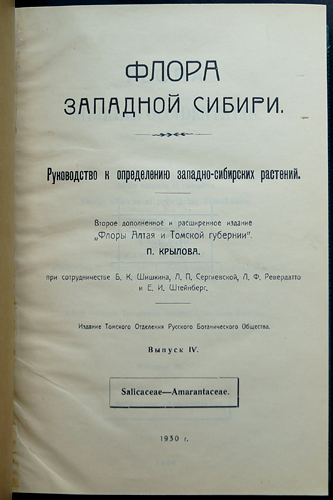 ФЛОРА
ЗАПАДНОЙ СИБИРИ.
Руководство к определению западно-сибирских растений.
Второе дополненное и расширенное издание
„Флоры Алтая и Томской губернии“.
П. КРЫЛОВА.
при сотрудничестве Б. К. Шишкина, Л. П. Сергиевской, Л. Ф. Ревердатто
и Е. И. Штейнберг.
Издание Томского Отделения Русского Ботанического Общества.
Выпуск IV.
Salicaceae—Amarantaceae.
1930 г.